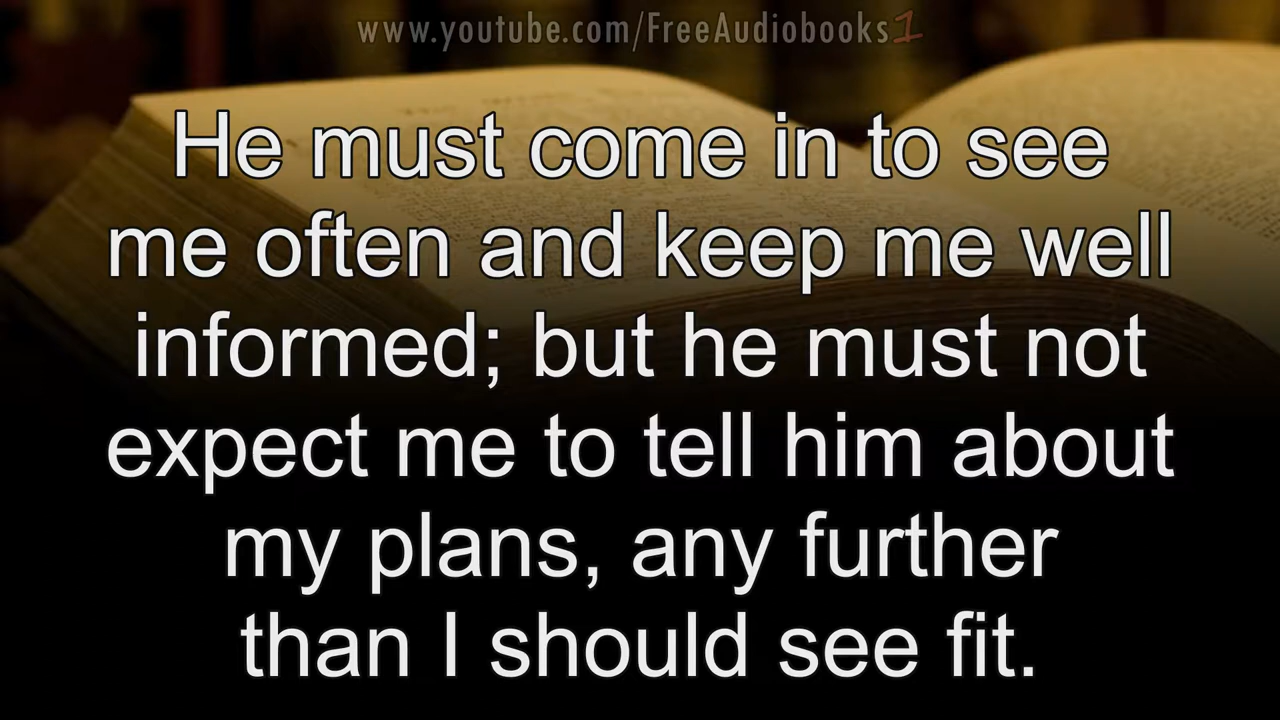 www.youtube.com/FreeAudiobooks1
He must come in to see
me often and keep me well
informed; but he must not
expect me to tell him about
my plans, any further
than I should see fit.